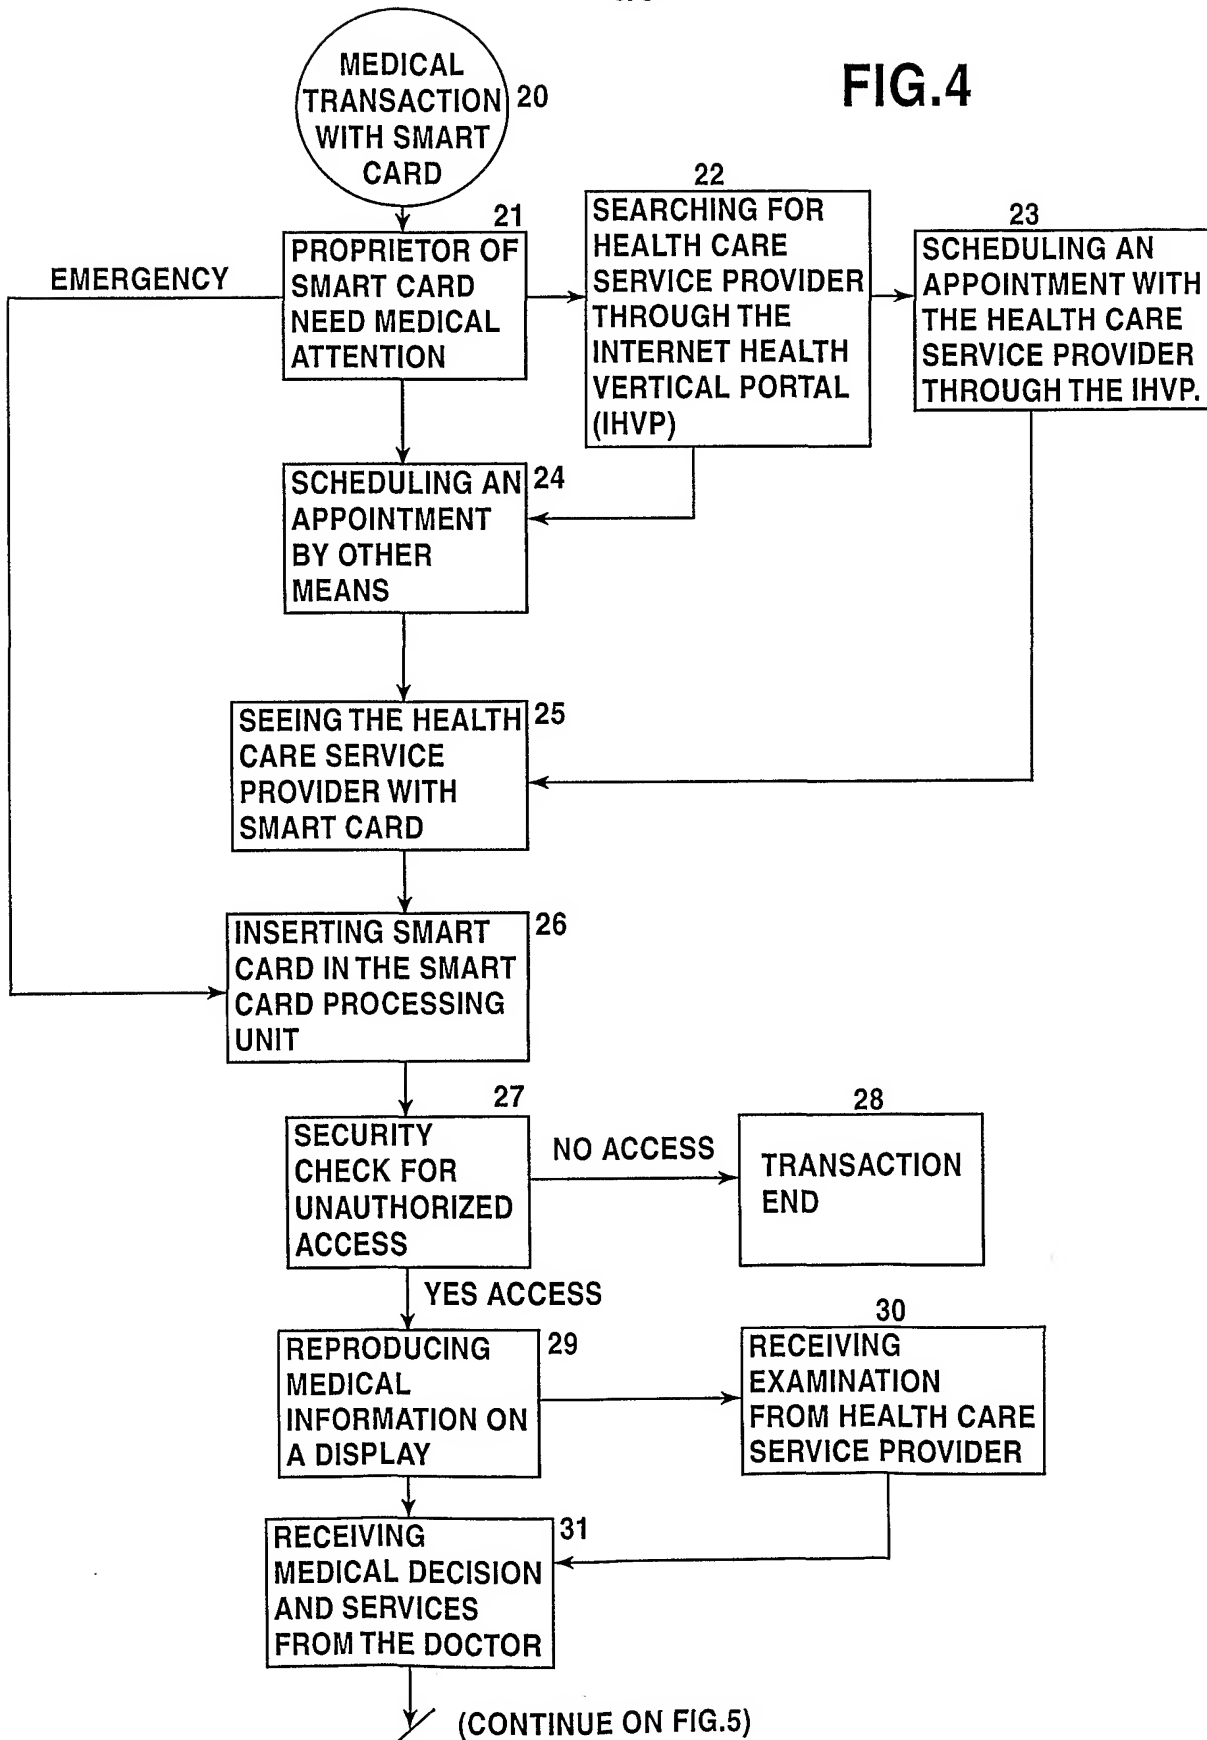 FIG.4
MEDICAL
TRANSACTION
WITH SMART
CARD
20
21
PROPRIETOR OF
SMART CARD
NEED MEDICAL
ATTENTION
EMERGENCY
22
SEARCHING FOR
HEALTH CARE
SERVICE PROVIDER
THROUGH THE
INTERNET HEALTH
VERTICAL PORTAL
(IHVP)
23
SCHEDULING AN
APPOINTMENT WITH
THE HEALTH CARE
SERVICE PROVIDER
THROUGH THE IHVP.
24
SCHEDULING AN
APPOINTMENT
BY OTHER
MEANS
25
SEEING THE HEALTH
CARE SERVICE
PROVIDER WITH
SMART CARD
26
INSERTING SMART
CARD IN THE SMART
CARD PROCESSING
UNIT
27
SECURITY
CHECK FOR
UNAUTHORIZED
ACCESS
NO ACCESS
28
TRANSACTION
END
YES ACCESS
29
REPRODUCING
MEDICAL
INFORMATION ON
A DISPLAY
30
RECEIVING
EXAMINATION
FROM HEALTH CARE
SERVICE PROVIDER
31
RECEIVING
MEDICAL DECISION
AND SERVICES
FROM THE DOCTOR
(CONTINUE ON FIG.5)